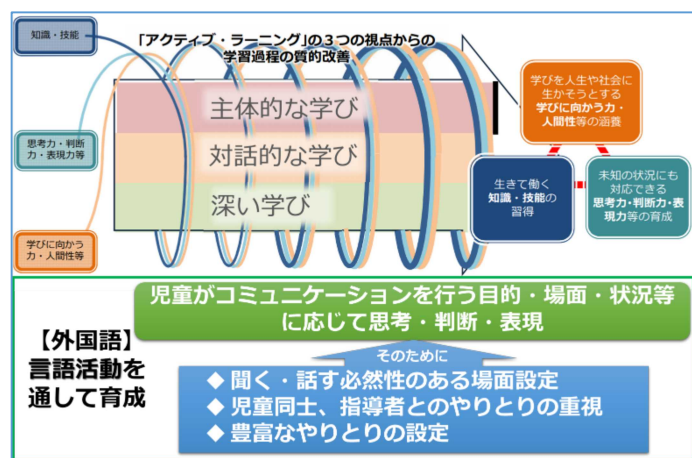 「アクティブ・ラーニング」の３つの視点からの
学習過程の質的改善
知識・技能
思考力・判断
力・表現力等
学びに向かう
力・人間性等
主体的な学び
対話的な学び
深い学び
学びを人生や社会に
生かそうとする
学びに向かう力・
人間性等の涵養
生きて働く
知識・技能の
習得
未知の状況にも
対応できる
思考力・判断力・表
現力等の育成
児童がコミュニケーションを行う目的・場面・状況等
に応じて思考・判断・表現
【外国語】
言語活動を
通して育成
そのために
◆ 聞く・話す必然性のある場面設定
◆ 児童同士、指導者とのやりとりの重視
◆ 豊富なやりとりの設定